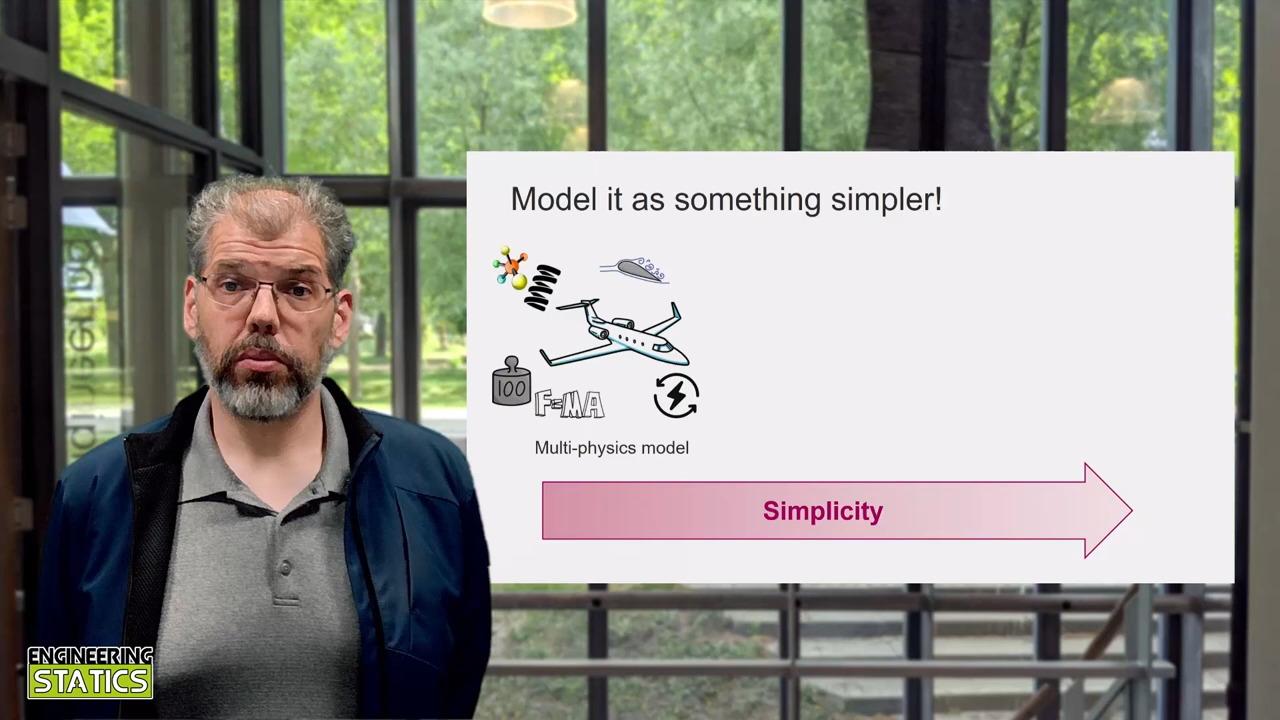 Model it as something simpler!
100
F=MA
Multi-physics model
Simplicity
ENGINEERING
STATICS